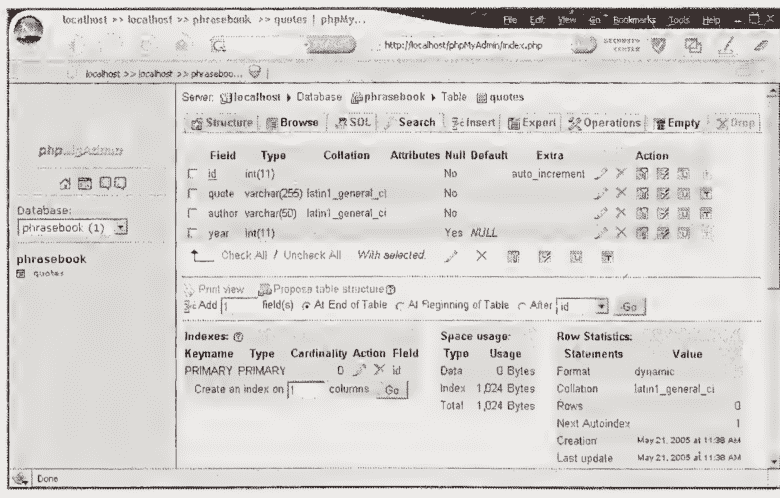 localhost >> localhost >> phrasebook >> quotes | phpMy...
File Edit View Go Bookmarks Tools Help
http://localhost/phpMyAdmin/index.php
localhost >> localhost >> phraseboo...
Server: localhost ▸ Database phrasebook ▸ Table quotes
Structure Browse SQL Search Insert Export Operations Empty Drop
phpMyAdmin
Database:
phrasebook (1)
phrasebook
quotes
Field Type Collation Attributes Null Default Extra Action
id int(11) No auto_increment
quote varchar(255) latin1_general_ci No
author varchar(50) latin1_general_ci No
year int(11) Yes NULL
Check All / Uncheck All With selected:
Print view Propose table structure
Add 1 field(s) At End of Table At Beginning of Table After id Go
Indexes:
Keyname Type Cardinality Action Field
PRIMARY PRIMARY 0 id
Create an index on 1 columns Go
Space usage:
Type Usage
Data 0 Bytes
Index 1,024 Bytes
Total 1,024 Bytes
Row Statistics:
Statements Value
Format dynamic
Collation latin1_general_ci
Rows 0
Next Autoindex 1
Creation May 21, 2005 at 11:38 AM
Last update May 21, 2005 at 11:38 AM
Done